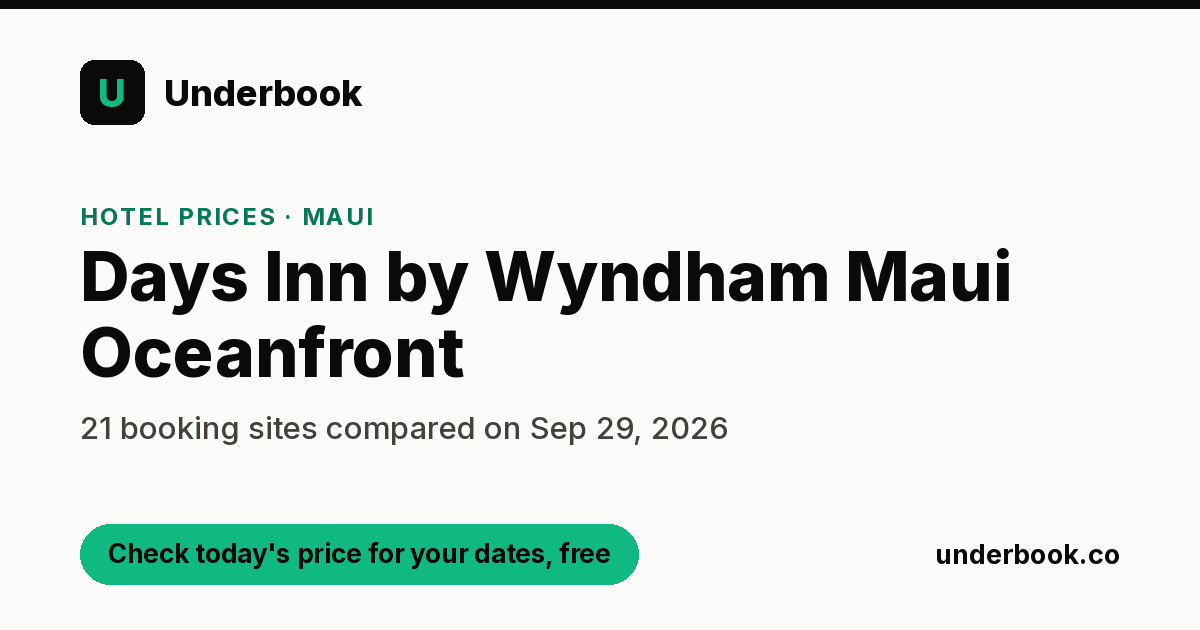 U Underbook
HOTEL PRICES · MAUI
Days Inn by Wyndham Maui
Oceanfront
21 booking sites compared on Sep 29, 2026
Check today's price for your dates, free
underbook.co